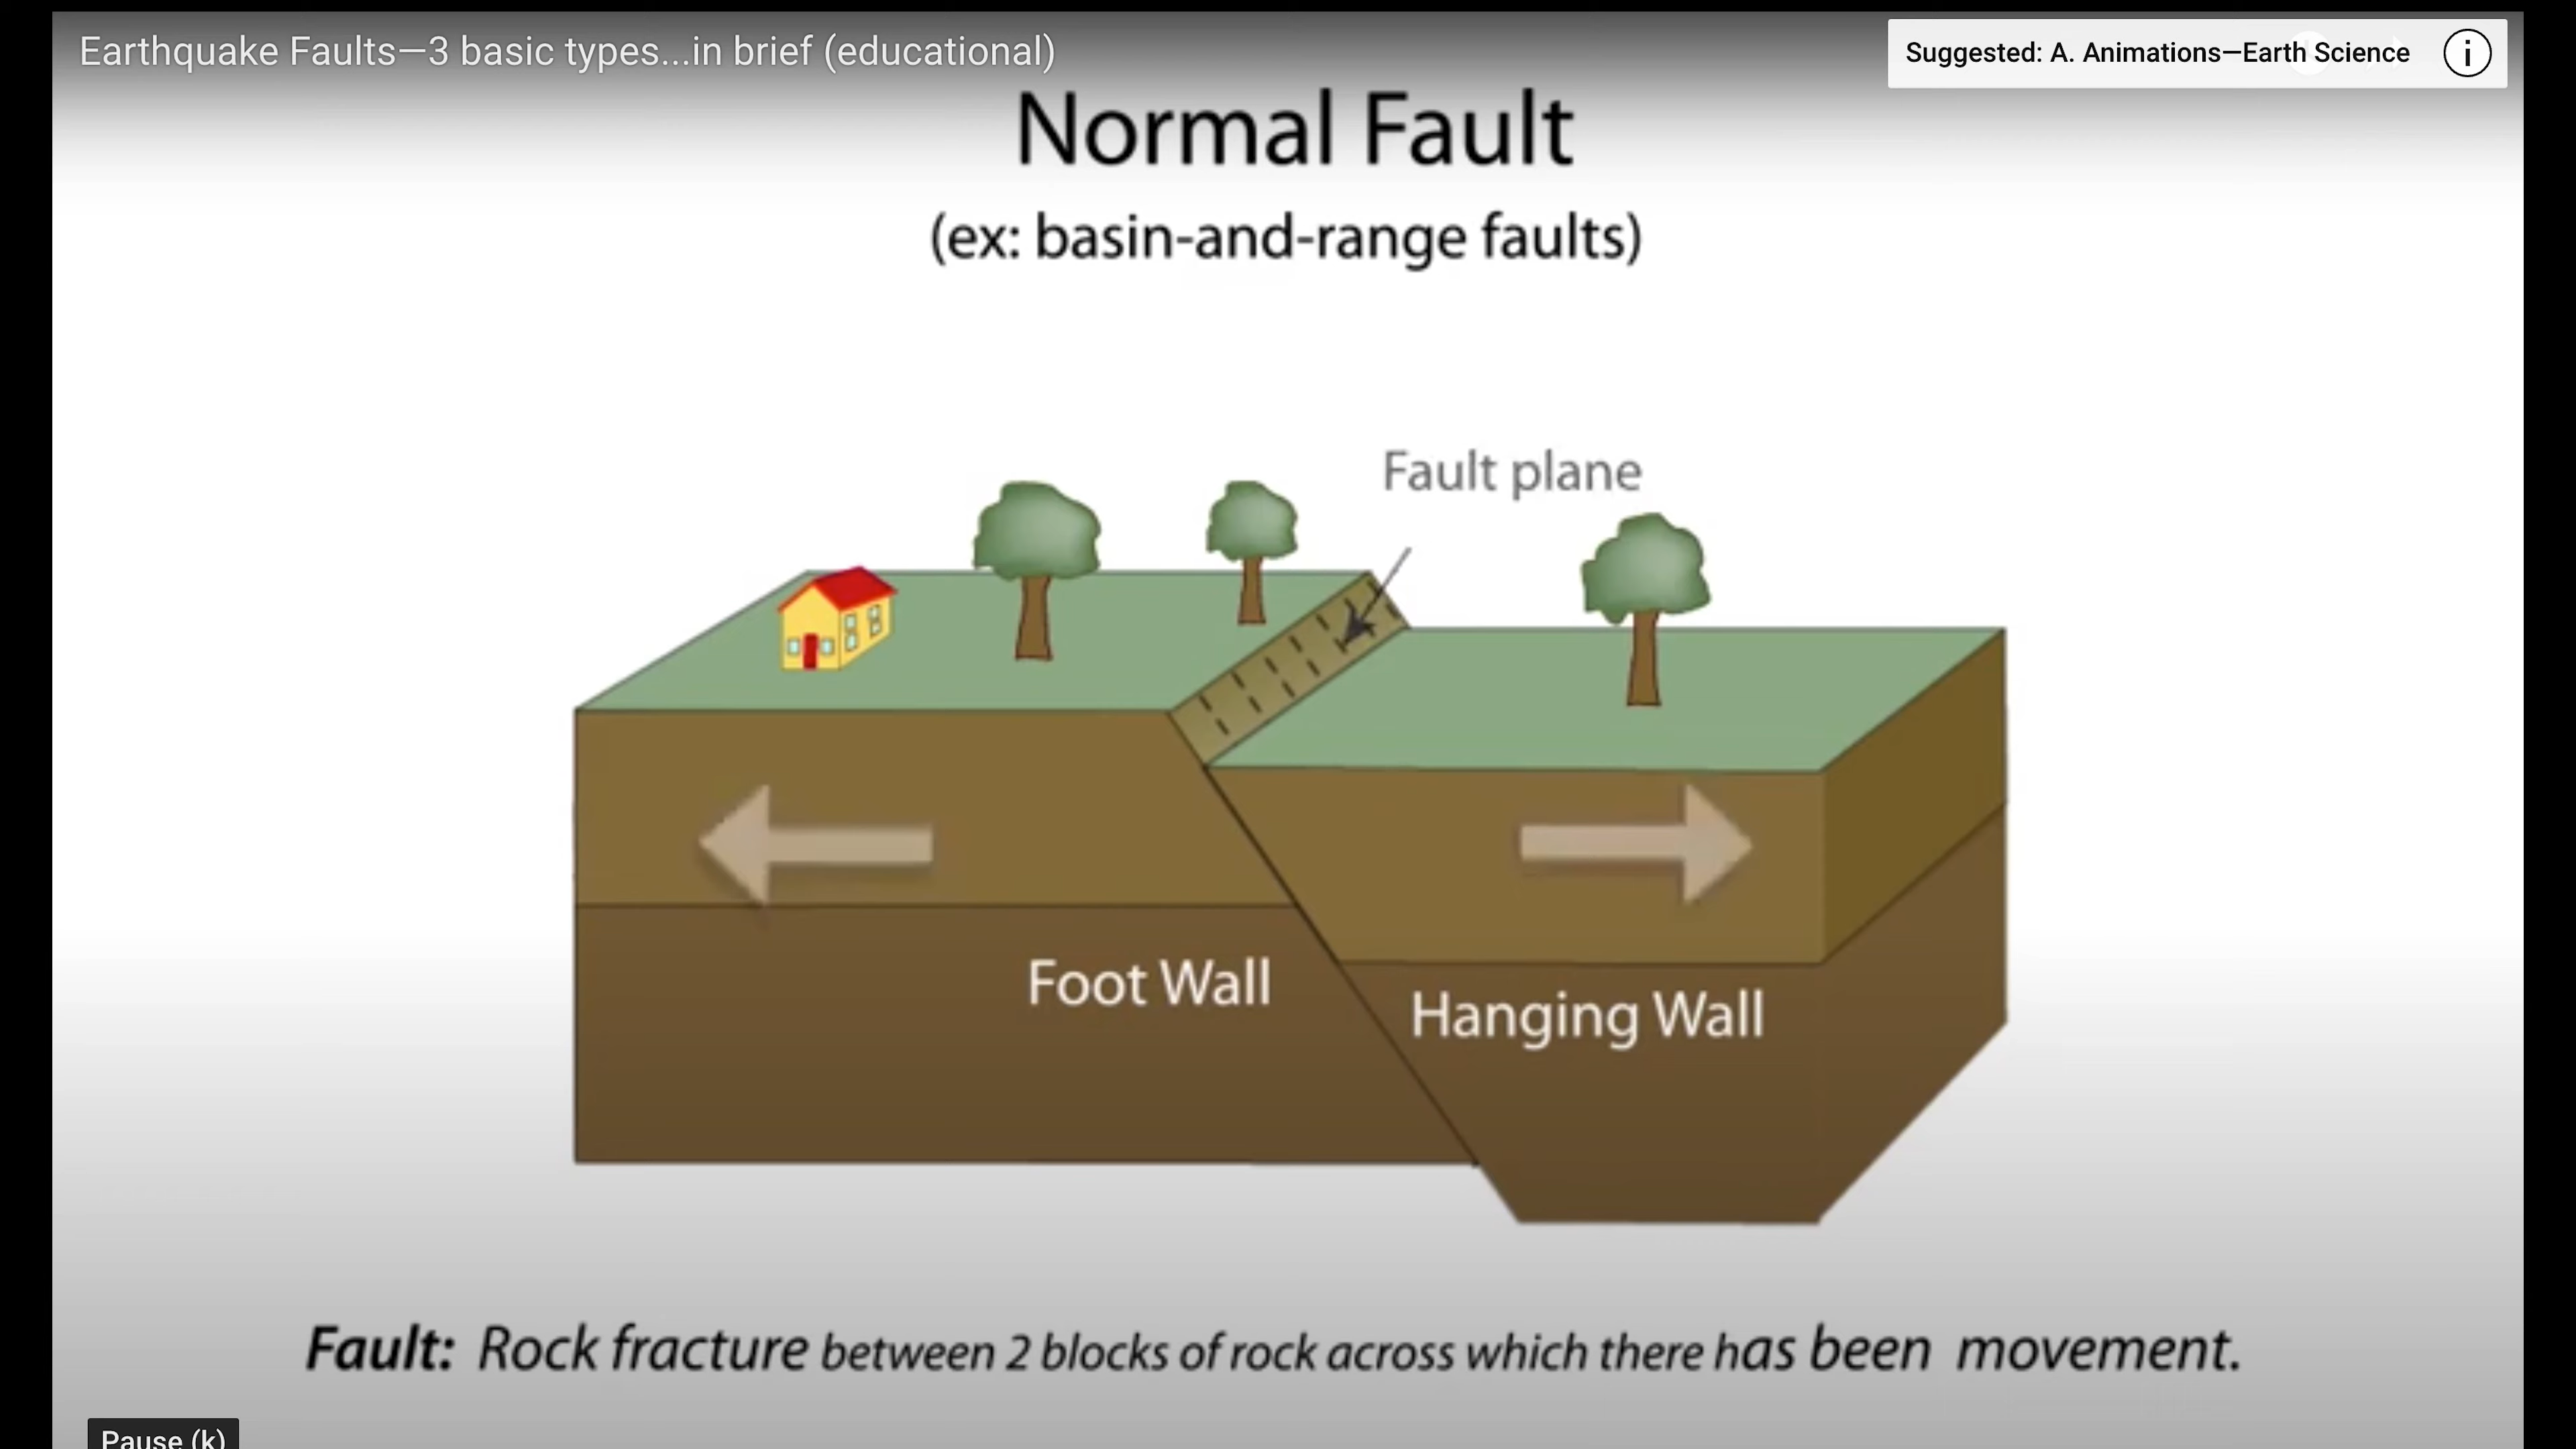 Earthquake Faults—3 basic types...in brief (educational)
Suggested: A. Animations—Earth Science
i
Normal Fault
(ex: basin-and-range faults)
Fault plane
Foot Wall
Hanging Wall
Fault: Rock fracture between 2 blocks of rock across which there has been movement.
Pause (k)